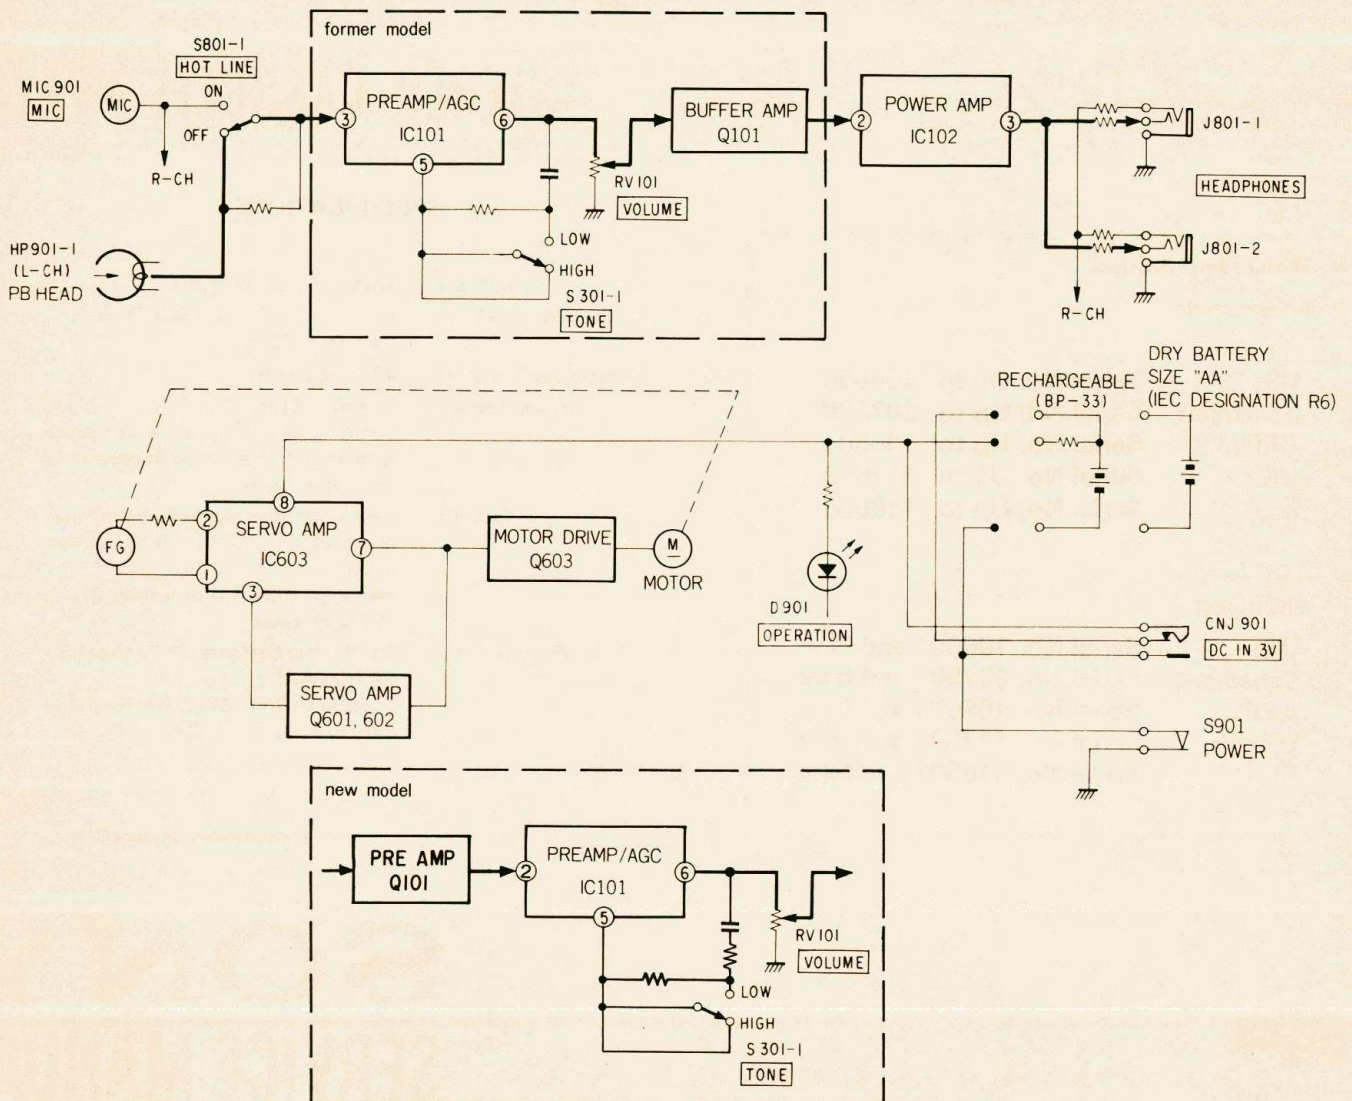 former model
S801-1
HOT LINE
MIC 901
MIC
MIC
ON
OFF
R-CH
HP901-1
(L-CH)
PB HEAD
PREAMP/AGC
IC101
3
6
5
RV101
VOLUME
LOW
HIGH
S301-1
TONE
BUFFER AMP
Q101
POWER AMP
IC102
2
3
J801-1
HEADPHONES
J801-2
R-CH
RECHARGEABLE
(BP-33)
DRY BATTERY
SIZE "AA"
(IEC DESIGNATION R6)
FG
SERVO AMP
IC603
8
2
1
3
7
MOTOR DRIVE
Q603
M
MOTOR
SERVO AMP
Q601, 602
D901
OPERATION
CNJ 901
DC IN 3V
S901
POWER
new model
PRE AMP
Q101
PREAMP/AGC
IC101
2
6
5
RV101
VOLUME
LOW
HIGH
S301-1
TONE